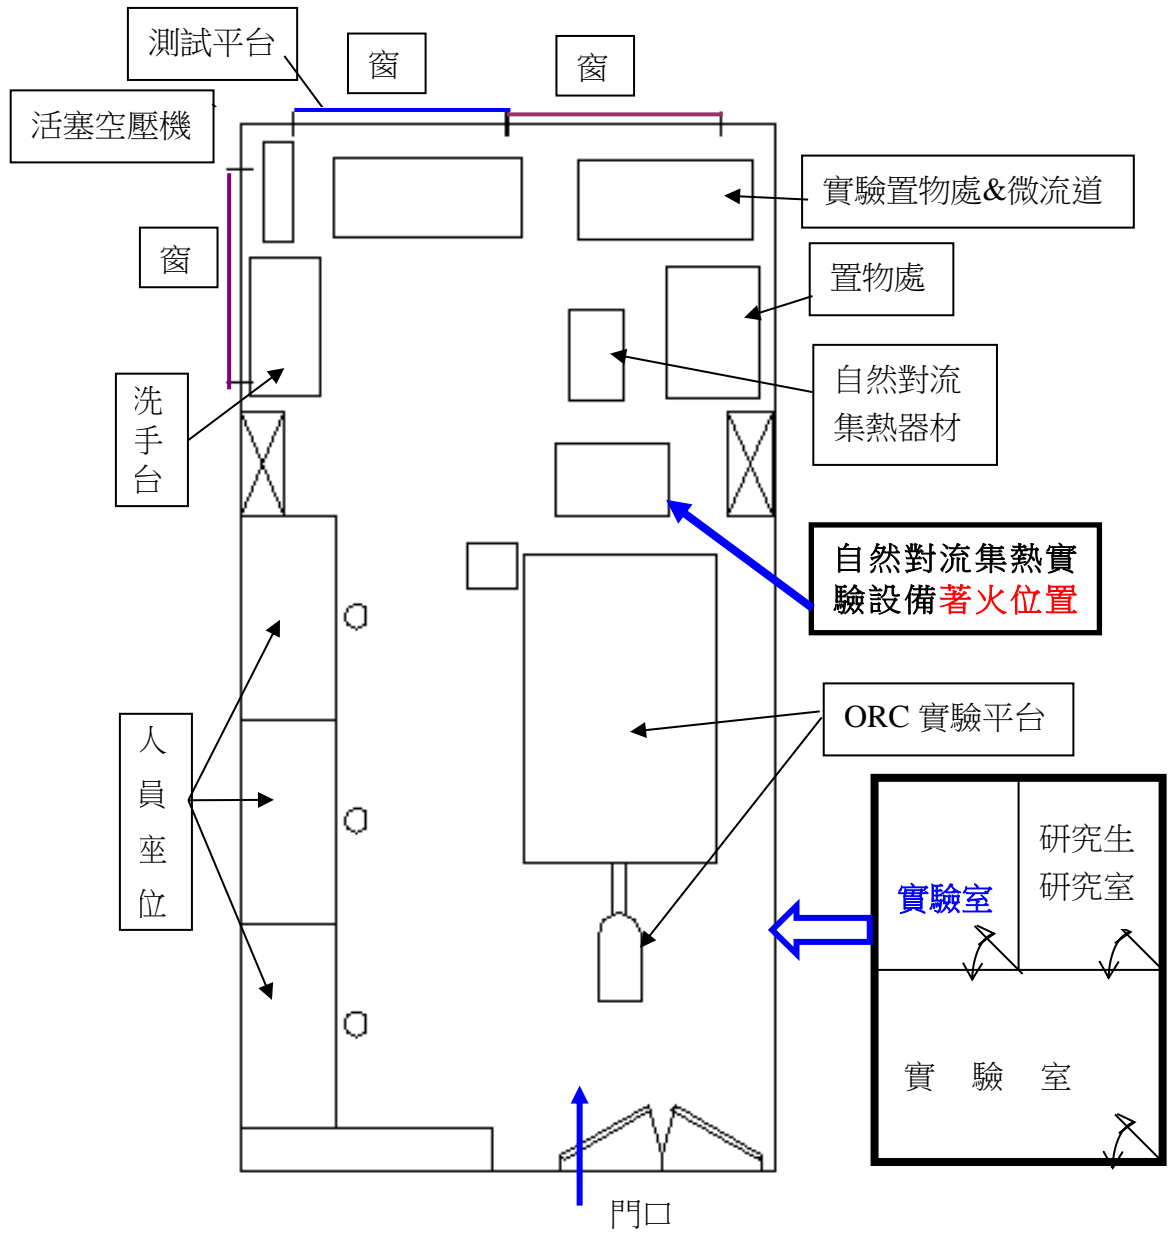 測試平台
窗
窗
活塞空壓機
實驗置物處&微流道
窗
置物處
自然對流
集熱器材
洗
手
台
自然對流集熱實
驗設備著火位置
ORC 實驗平台
人
員
座
位
研究生
研究室
實驗室
實 驗 室
門口